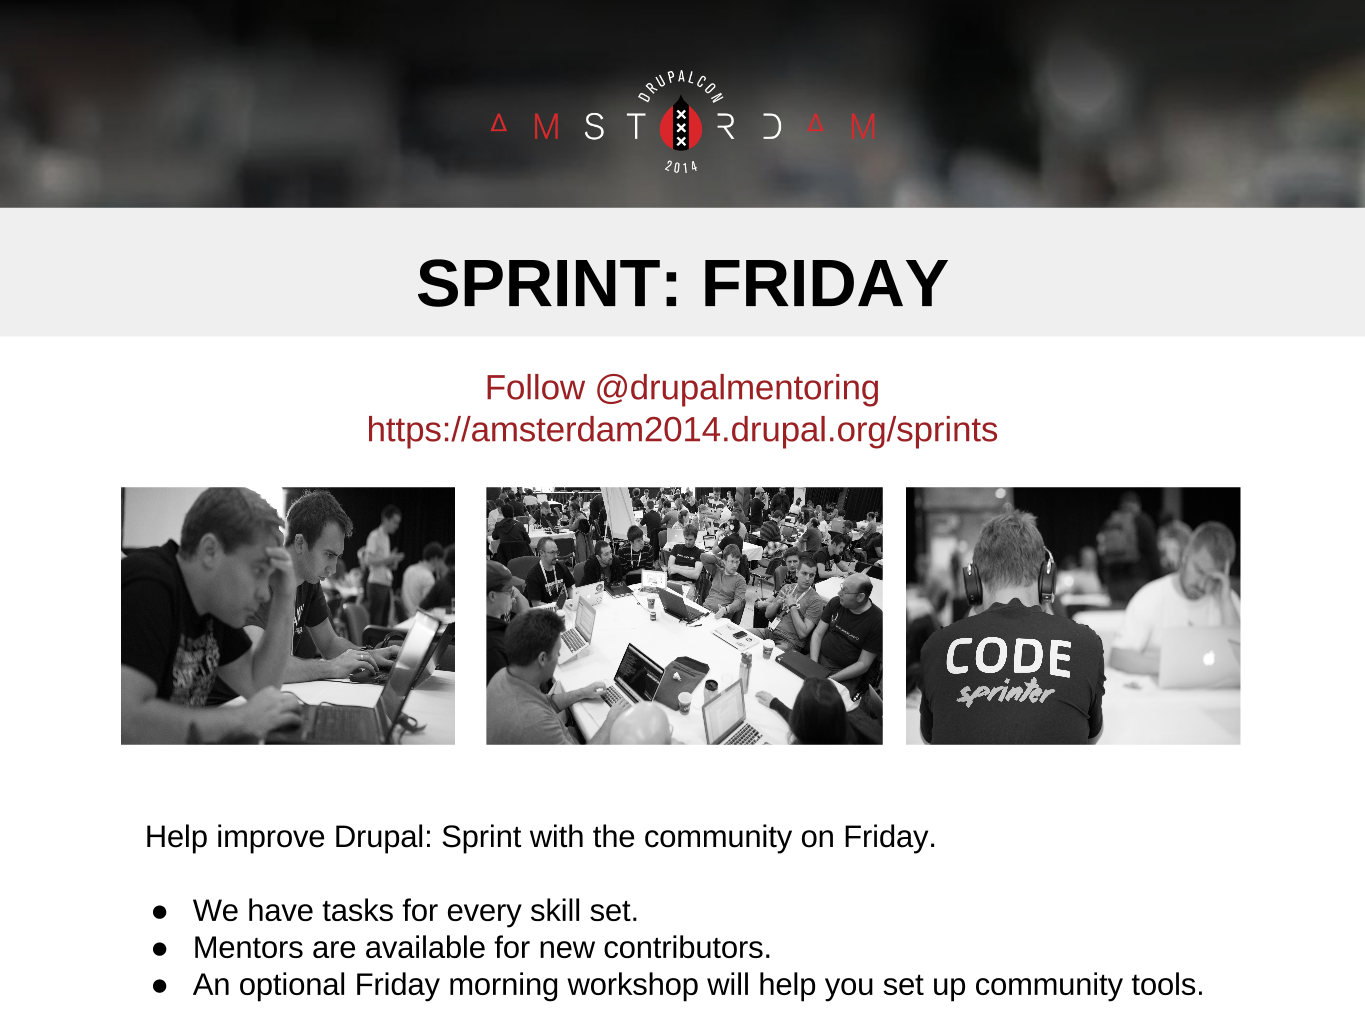 DRUPALCON
AMSTERDAM
2014
SPRINT: FRIDAY
Follow @drupalmentoring
https://amsterdam2014.drupal.org/sprints
CODE
sprinter
Help improve Drupal: Sprint with the community on Friday.
● We have tasks for every skill set.
● Mentors are available for new contributors.
● An optional Friday morning workshop will help you set up community tools.